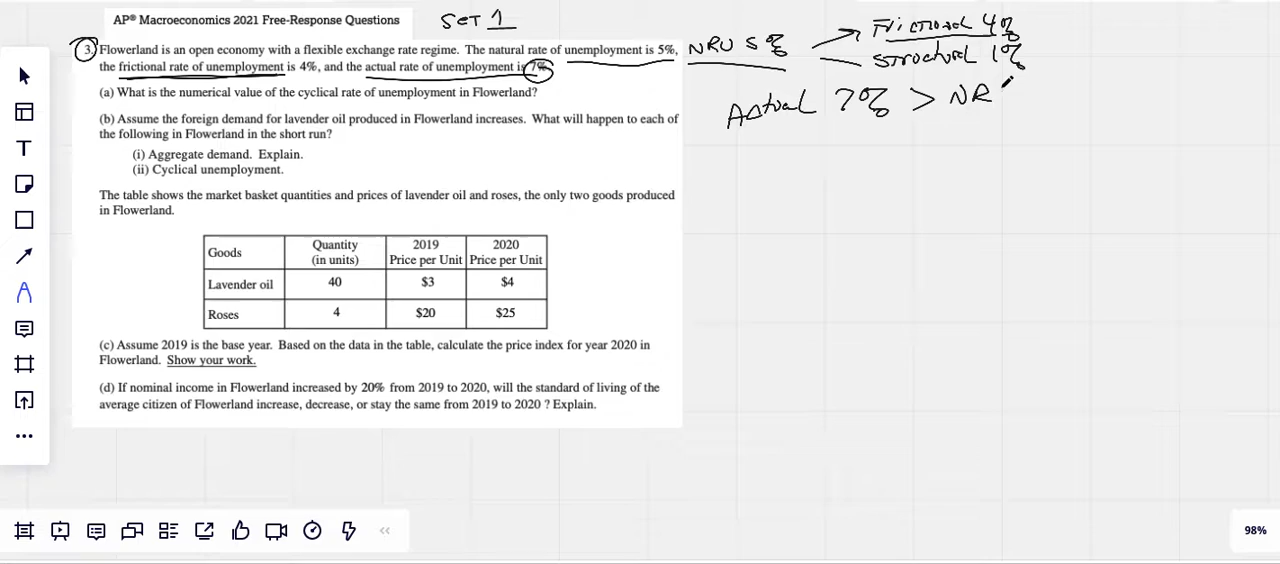 AP® Macroeconomics 2021 Free-Response Questions
SET 1
3. Flowerland is an open economy with a flexible exchange rate regime. The natural rate of unemployment is 5%,
the frictional rate of unemployment is 4%, and the actual rate of unemployment is 7%.
(a) What is the numerical value of the cyclical rate of unemployment in Flowerland?
(b) Assume the foreign demand for lavender oil produced in Flowerland increases. What will happen to each of
the following in Flowerland in the short run?
(i) Aggregate demand. Explain.
(ii) Cyclical unemployment.
The table shows the market basket quantities and prices of lavender oil and roses, the only two goods produced
in Flowerland.
Goods Quantity (in units) 2019 Price per Unit 2020 Price per Unit
Lavender oil 40 $3 $4
Roses 4 $20 $25
(c) Assume 2019 is the base year. Based on the data in the table, calculate the price index for year 2020 in
Flowerland. Show your work.
(d) If nominal income in Flowerland increased by 20% from 2019 to 2020, will the standard of living of the
average citizen of Flowerland increase, decrease, or stay the same from 2019 to 2020 ? Explain.
NRU 5%
Frictional 4%
Structural 1%
Actual 7% > NR
T
A
98%